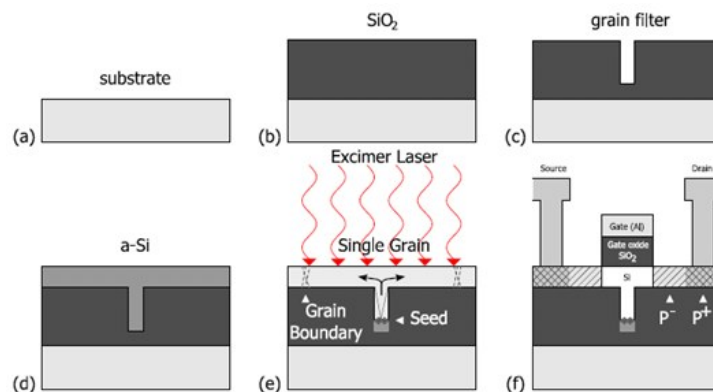 SiO₂
grain filter
substrate
(a)
(b)
(c)
Excimer Laser
Source
Drain
a-Si
Single Grain
Gate (Al)
Gate oxide
SiO₂
Si
Grain
Boundary
Seed
P⁻
P⁺
(d)
(e)
(f)